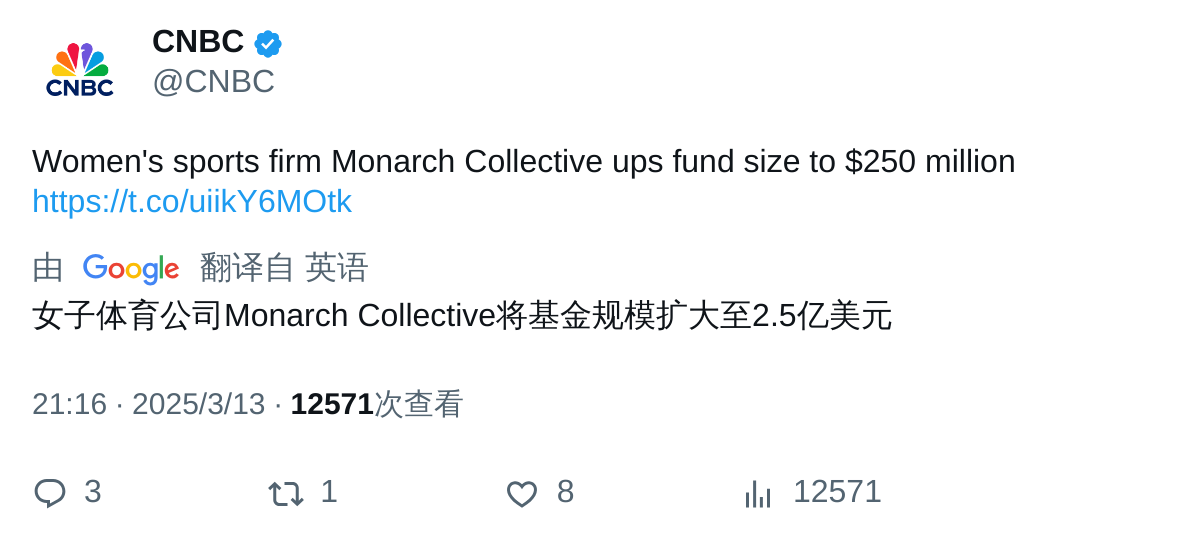 CNBC
@CNBC
CNBC
Women's sports firm Monarch Collective ups fund size to $250 million
https://t.co/uiikY6MOtk
由 Google 翻译自 英语
女子体育公司Monarch Collective将基金规模扩大至2.5亿美元
21:16 · 2025/3/13 · 12571次查看
3 1 8 12571